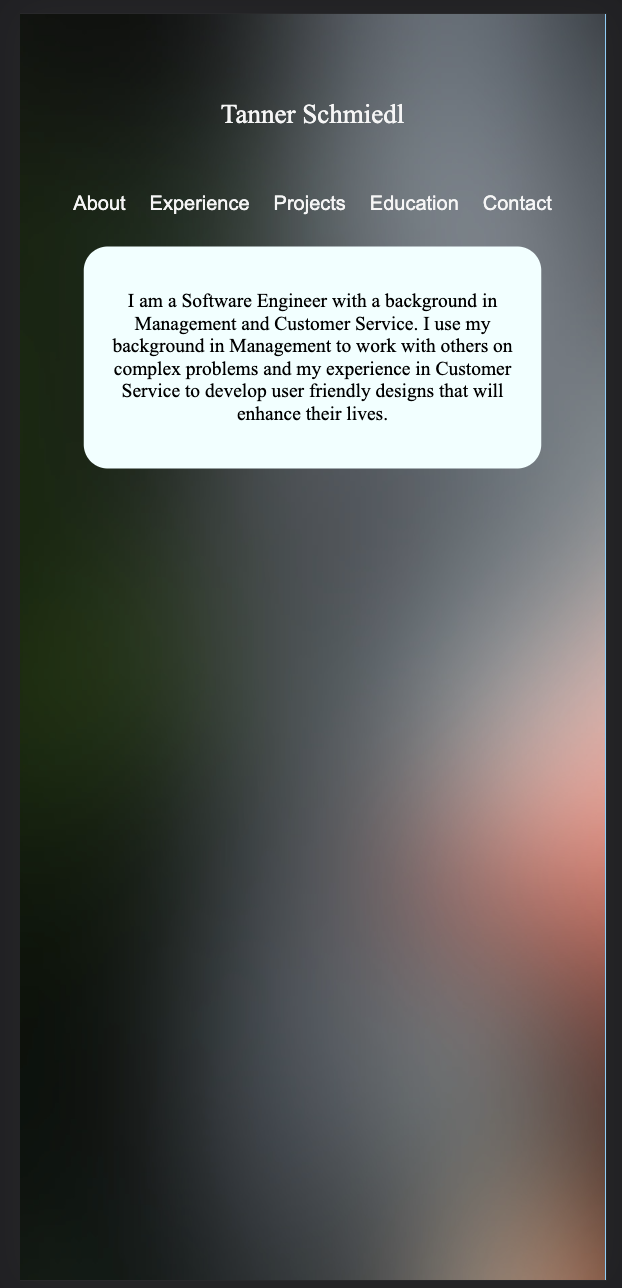 Tanner Schmiedl
About Experience Projects Education Contact
I am a Software Engineer with a background in
Management and Customer Service. I use my
background in Management to work with others on
complex problems and my experience in Customer
Service to develop user friendly designs that will
enhance their lives.